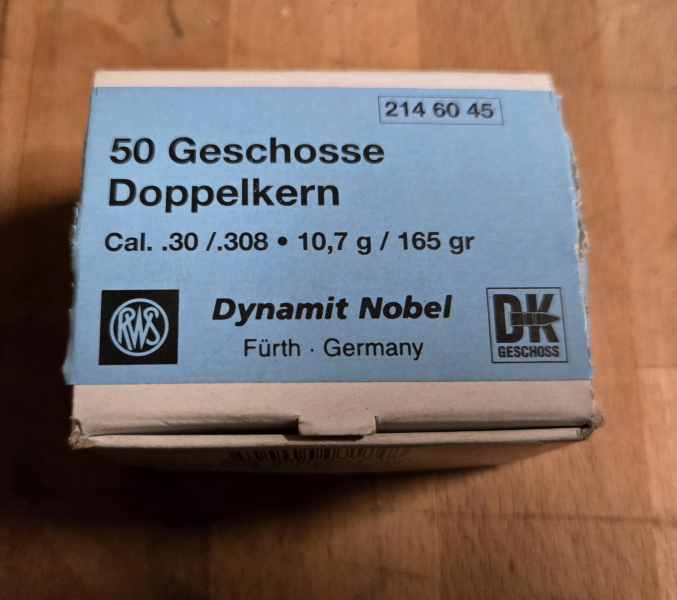 214 60 45
50 Geschosse
Doppelkern
Cal. .30 /.308 • 10,7 g / 165 gr
RWS
Dynamit Nobel
Fürth · Germany
DK
GESCHOSS